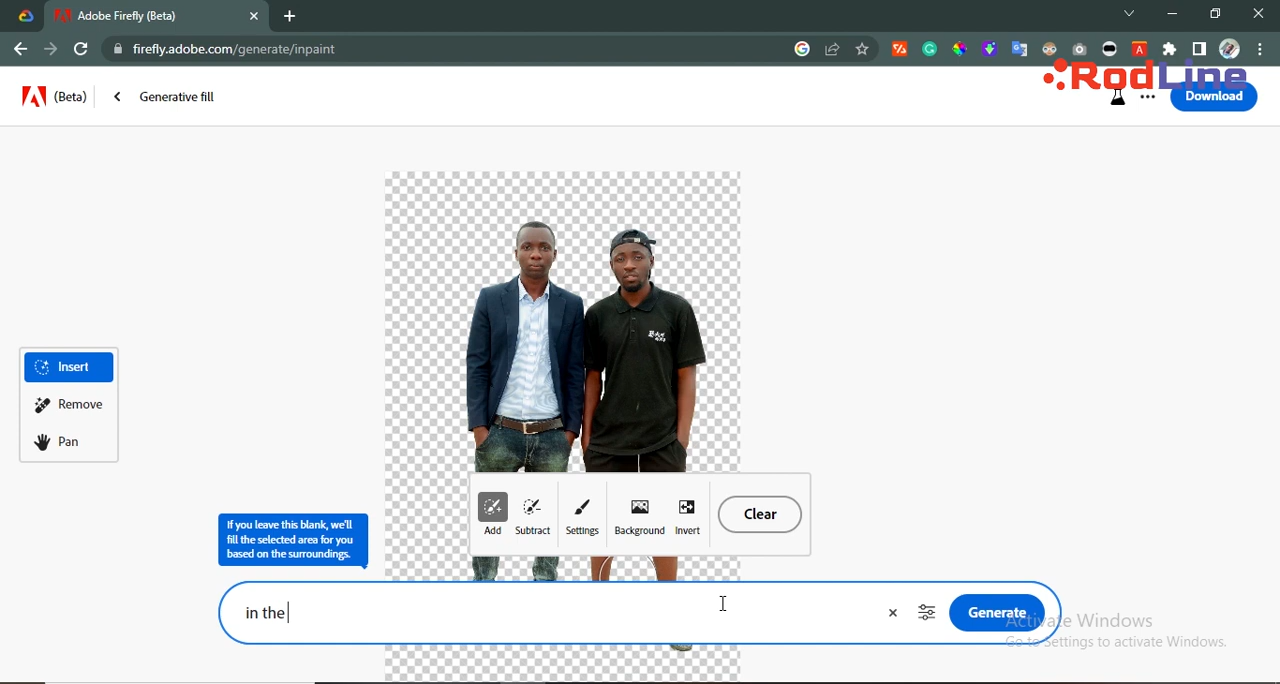 Adobe Firefly (Beta)
firefly.adobe.com/generate/inpaint
RodLine
(Beta)
Generative fill
Download
Insert
Remove
Pan
Add
Subtract
Settings
Background
Invert
Clear
If you leave this blank, we'll
fill the selected area for you
based on the surroundings.
in the
Generate
Activate Windows
Go to Settings to activate Windows.